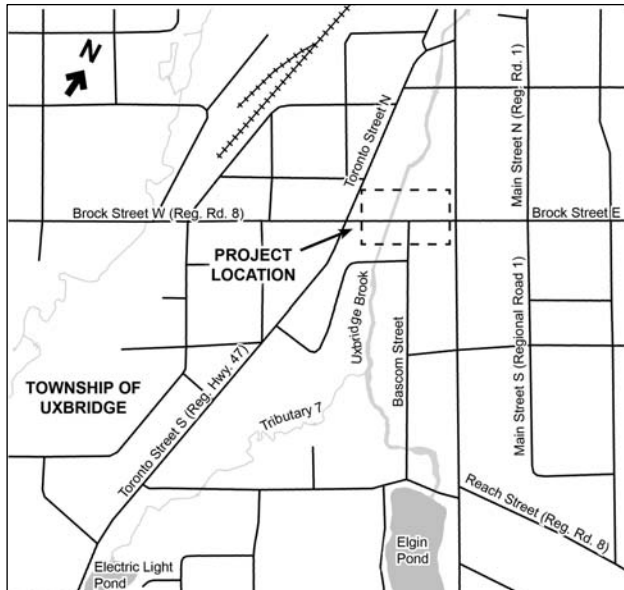 N
Toronto Street N
Main Street N (Reg. Rd. 1)
Brock Street W (Reg. Rd. 8)
Brock Street E
PROJECT
LOCATION
Uxbridge Brook
Bascom Street
Main Street S (Regional Road 1)
TOWNSHIP OF
UXBRIDGE
Toronto Street S (Reg. Hwy. 47)
Tributary 7
Reach Street (Reg. Rd. 8)
Electric Light
Pond
Elgin
Pond